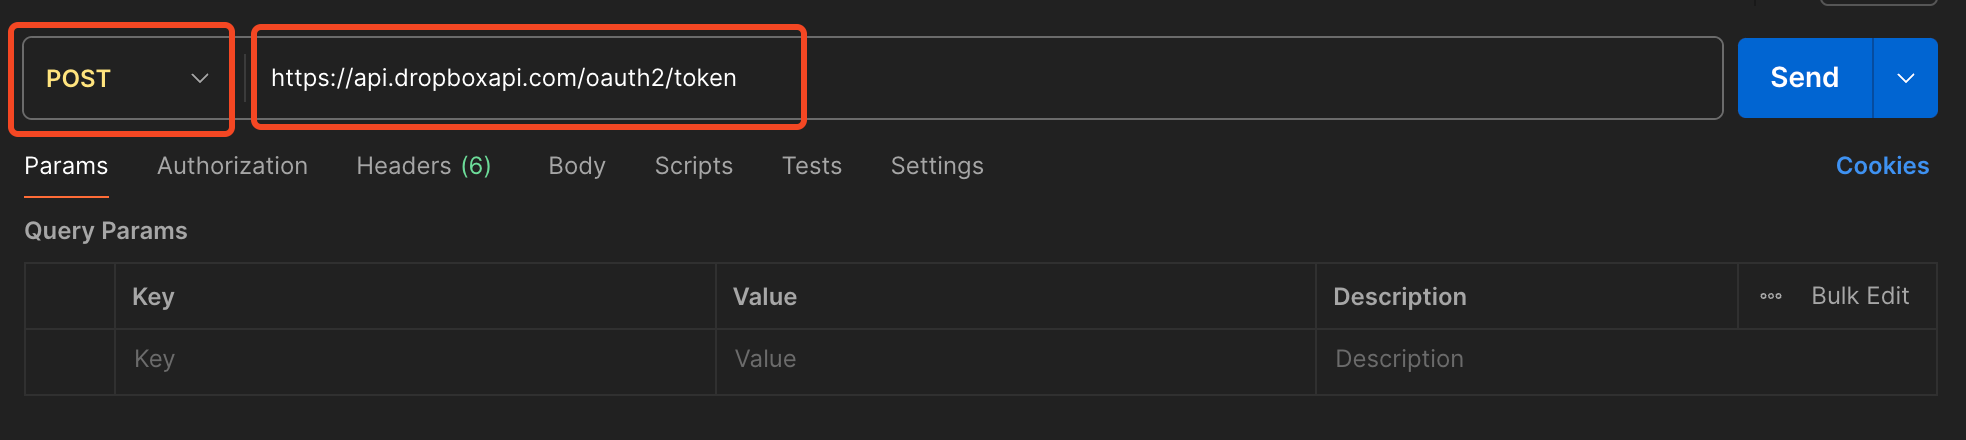 POST https://api.dropboxapi.com/oauth2/token Send
Params Authorization Headers (6) Body Scripts Tests Settings Cookies
Query Params
Key Value Description Bulk Edit
Key Value Description